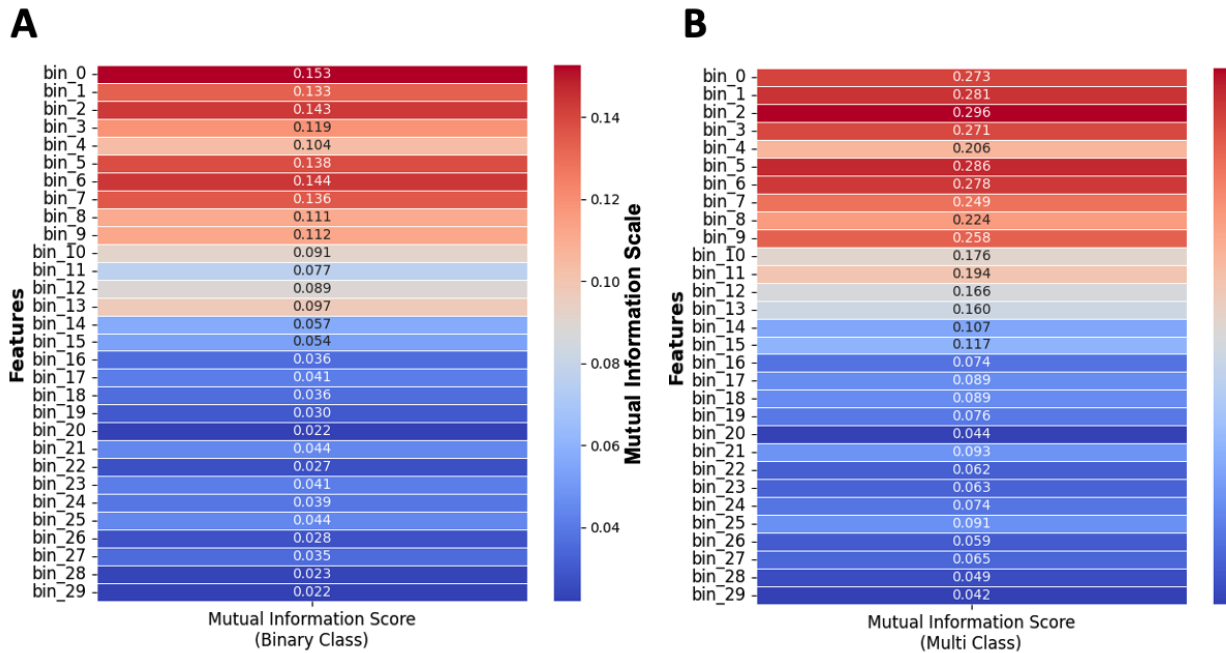 A
bin_0 0.153
bin_1 0.133
bin_2 0.143
bin_3 0.119
bin_4 0.104
bin_5 0.138
bin_6 0.144
bin_7 0.136
bin_8 0.111
bin_9 0.112
bin_10 0.091
bin_11 0.077
bin_12 0.089
bin_13 0.097
bin_14 0.057
bin_15 0.054
bin_16 0.036
bin_17 0.041
bin_18 0.036
bin_19 0.030
bin_20 0.022
bin_21 0.044
bin_22 0.027
bin_23 0.041
bin_24 0.039
bin_25 0.044
bin_26 0.028
bin_27 0.035
bin_28 0.023
bin_29 0.022
Features
Mutual Information Score
(Binary Class)
0.14
0.12
0.10
0.08
0.06
0.04
Mutual Information Scale
B
bin_0 0.273
bin_1 0.281
bin_2 0.296
bin_3 0.271
bin_4 0.206
bin_5 0.286
bin_6 0.278
bin_7 0.249
bin_8 0.224
bin_9 0.258
bin_10 0.176
bin_11 0.194
bin_12 0.166
bin_13 0.160
bin_14 0.107
bin_15 0.117
bin_16 0.074
bin_17 0.089
bin_18 0.089
bin_19 0.076
bin_20 0.044
bin_21 0.093
bin_22 0.062
bin_23 0.063
bin_24 0.074
bin_25 0.091
bin_26 0.059
bin_27 0.065
bin_28 0.049
bin_29 0.042
Features
Mutual Information Score
(Multi Class)